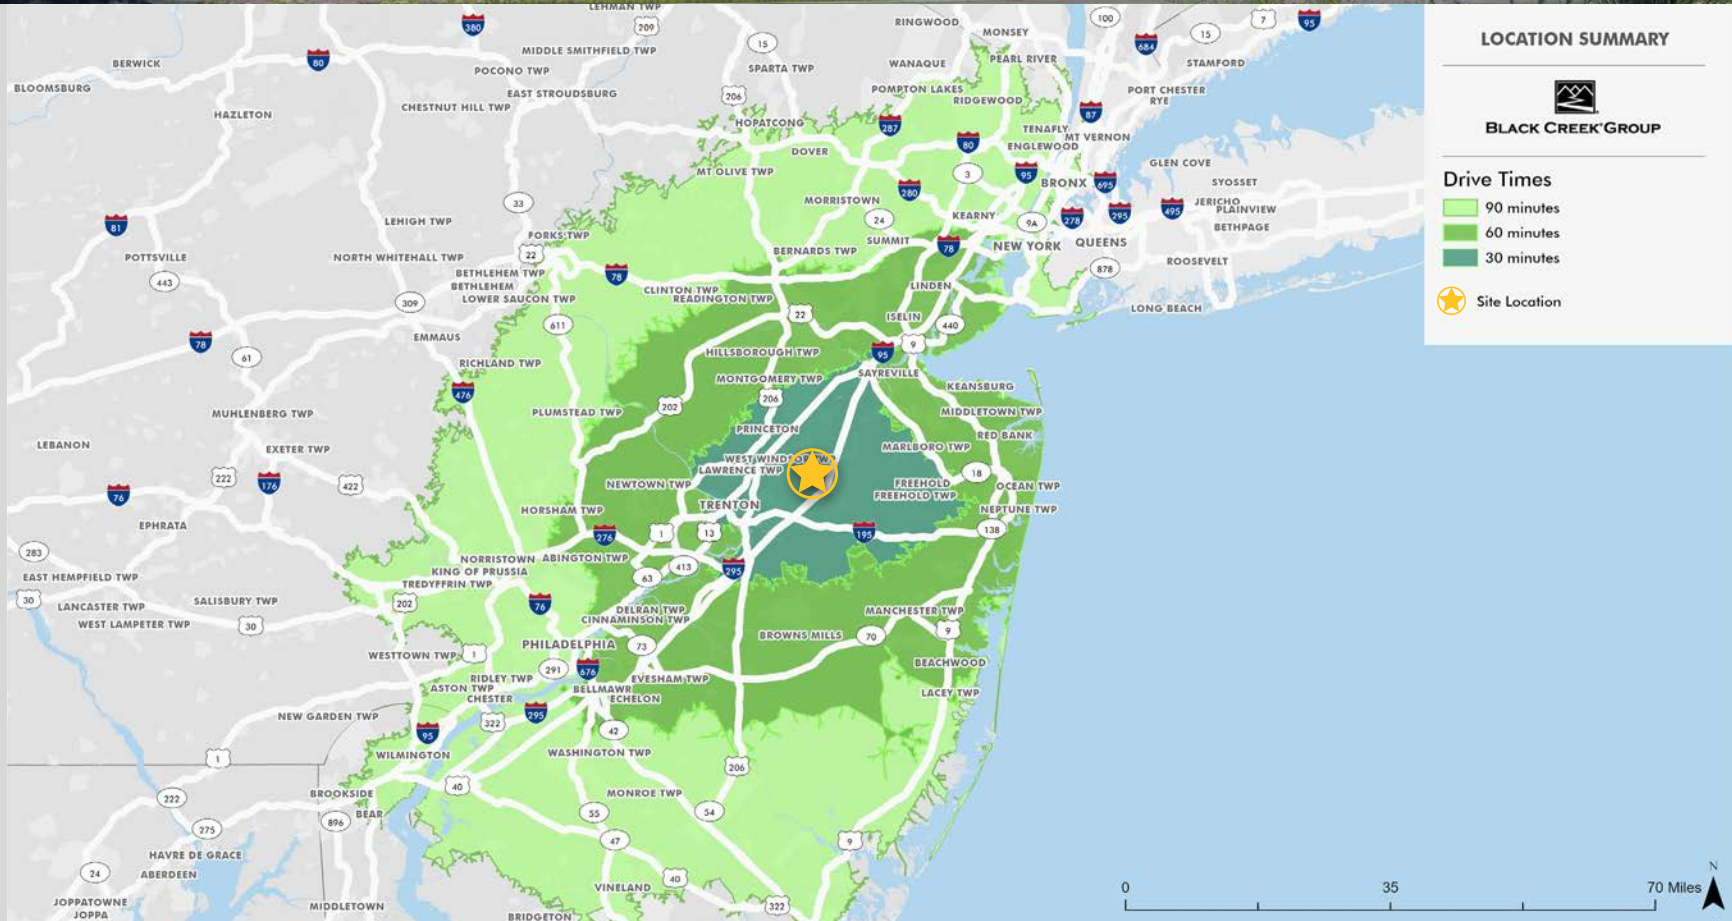 LOCATION SUMMARY
BLACK CREEK GROUP
Drive Times
90 minutes
60 minutes
30 minutes
Site Location
LEHMAN TWP
RINGWOOD
380
209
100
7
95
MONSEY
15
MIDDLE SMITHFIELD TWP
15
684
80
BERWICK
POCONO TWP
SPARTA TWP
WANAQUE
PEARL RIVER
STAMFORD
BLOOMSBURG
EAST STROUDSBURG
206
POMPTON LAKES
RIDGEWOOD
PORT CHESTER
RYE
HAZLETON
CHESTNUT HILL TWP
HOPATCONG
287
87
TENAFLY
MT VERNON
DOVER
80
ENGLEWOOD
GLEN COVE
MT OLIVE TWP
3
95
BRONX
695
SYOSSET
33
MORRISTOWN
280
JERICHO
PLAINVIEW
81
LEHIGH TWP
24
KEARNY
9A
278
295
495
BETHPAGE
FORKS TWP
SUMMIT
78
NEW YORK
QUEENS
POTTSVILLE
NORTH WHITEHALL TWP
22
BERNARDS TWP
ROOSEVELT
443
BETHLEHEM TWP
BETHLEHEM
78
878
LOWER SAUCON TWP
CLINTON TWP
READINGTON TWP
LINDEN
309
LONG BEACH
22
ISELIN
440
611
78
EMMAUS
61
HILLSBOROUGH TWP
95
9
RICHLAND TWP
MONTGOMERY TWP
SAYREVILLE
476
206
KEANSBURG
MUHLENBERG TWP
PLUMSTEAD TWP
202
MIDDLETOWN TWP
PRINCETON
LEBANON
EXETER TWP
MARLBORO TWP
RED BANK
WEST WINDSOR TWP
LAWRENCE TWP
222
176
422
NEWTOWN TWP
18
76
FREEHOLD
FREEHOLD TWP
OCEAN TWP
HORSHAM TWP
TRENTON
NEPTUNE TWP
EPHRATA
276
1
13
195
138
283
NORRISTOWN
ABINGTON TWP
KING OF PRUSSIA
413
295
EAST HEMPFIELD TWP
TREDYFFRIN TWP
63
30
LANCASTER TWP
SALISBURY TWP
202
76
DELRAN TWP
MANCHESTER TWP
WEST LAMPETER TWP
30
CINNAMINSON TWP
BROWNS MILLS
70
9
PHILADELPHIA
73
WESTTOWN TWP
1
291
676
BEACHWOOD
RIDLEY TWP
EVESHAM TWP
ASTON TWP
BELLMAWR
CHESTER
ECHELON
LACEY TWP
NEW GARDEN TWP
322
295
42
95
WILMINGTON
WASHINGTON TWP
1
206
40
BROOKSIDE
MONROE TWP
222
BEAR
55
54
896
275
47
9
HAVRE DE GRACE
24
ABERDEEN
40
VINELAND
JOPPATOWNE
JOPPA
MIDDLETOWN
BRIDGETON
322
N
0 35 70 Miles